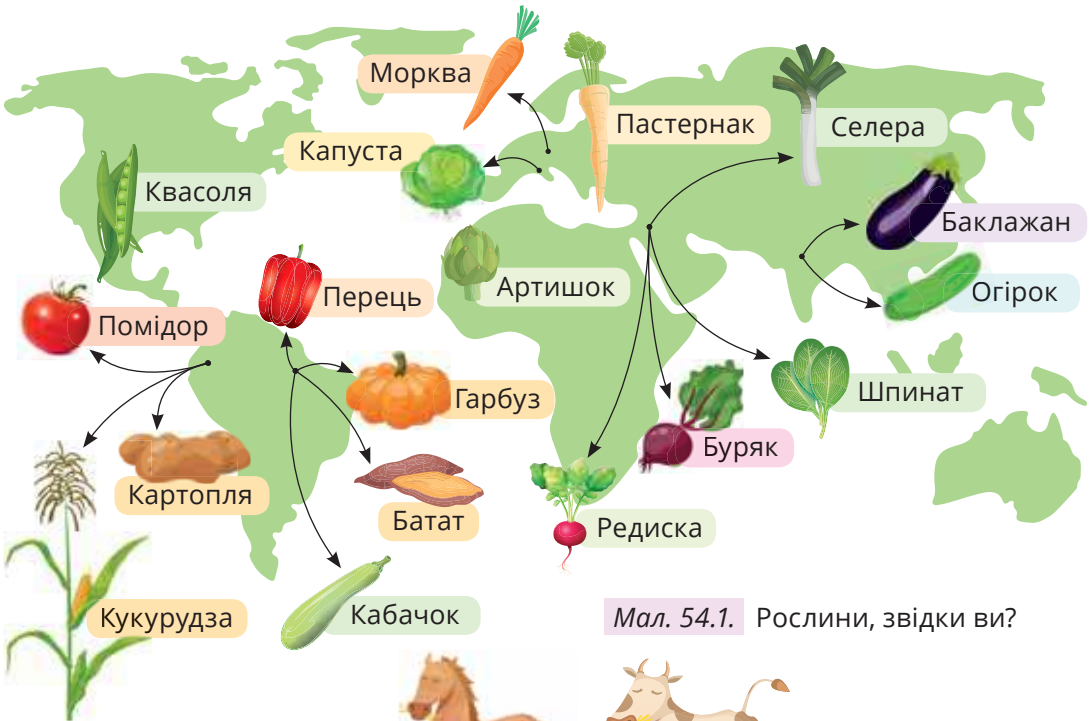 Морква
Пастернак
Селера
Капуста
Квасоля
Баклажан
Артишок
Огірок
Перець
Помідор
Гарбуз
Шпинат
Буряк
Картопля
Батат
Редиска
Кукурудза
Кабачок
Мал. 54.1. Рослини, звідки ви?